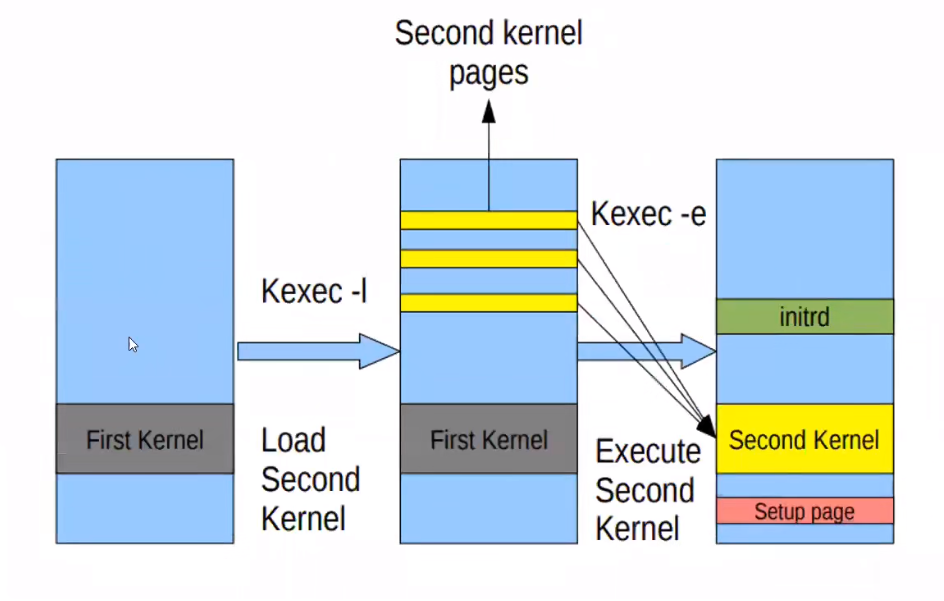 Second kernel
pages
Kexec -e
Kexec -l
initrd
First Kernel
First Kernel
Second Kernel
Load
Second
Kernel
Execute
Second
Kernel
Setup page